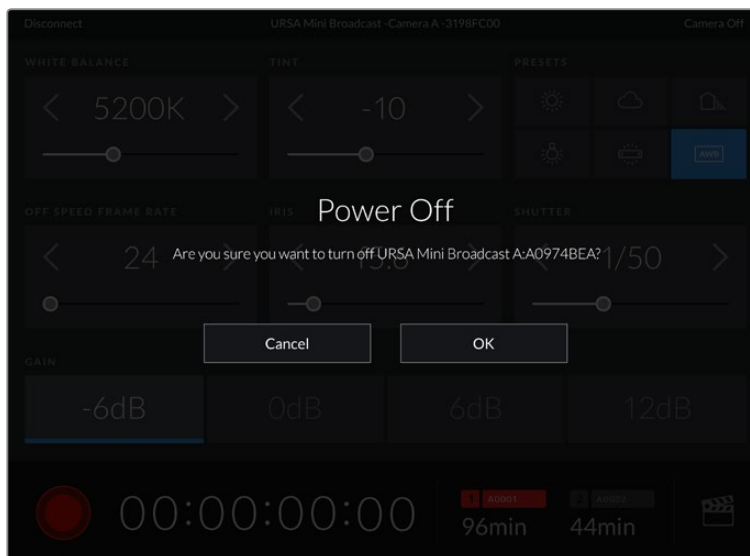 Disconnect URSA Mini Broadcast -Camera A -3198FC00 Camera Off
WHITE BALANCE TINT PRESETS
5200K -10
AWB
OFF SPEED FRAME RATE IRIS SHUTTER
Power Off
24 1/50
Are you sure you want to turn off URSA Mini Broadcast A:A0974BEA?
Cancel OK
GAIN
-6dB 0dB 6dB 12dB
00:00:00:00 1 A0001 2 A0002
96min 44min